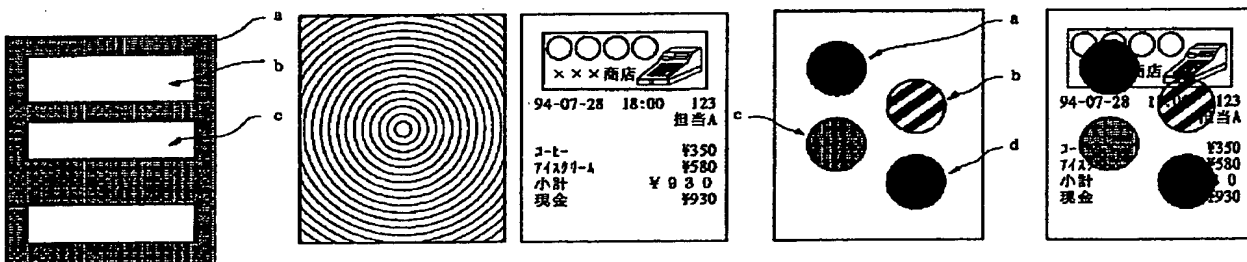 a
b
c
×××商店
94-07-28 18:00 123
担当A
コーヒー ¥350
アイスクリーム ¥580
小計 ¥930
現金 ¥930
a
b
c
d
店
94-07-28 123
担当A
¥350
¥580
小計
現金 ¥930